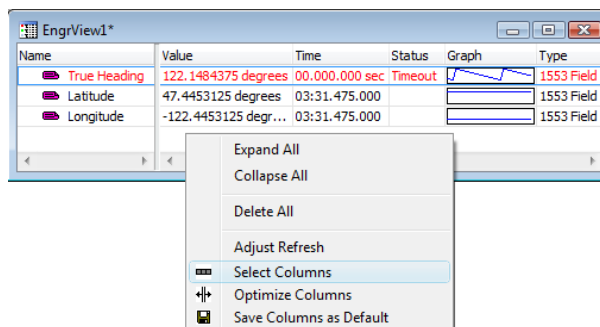 EngrView1*
Name Value Time Status Graph Type
True Heading 122.1484375 degrees 00.000.000 sec Timeout 1553 Field
Latitude 47.4453125 degrees 03:31.475.000 1553 Field
Longitude -122.4453125 degr... 03:31.475.000 1553 Field
Expand All
Collapse All
Delete All
Adjust Refresh
Select Columns
Optimize Columns
Save Columns as Default